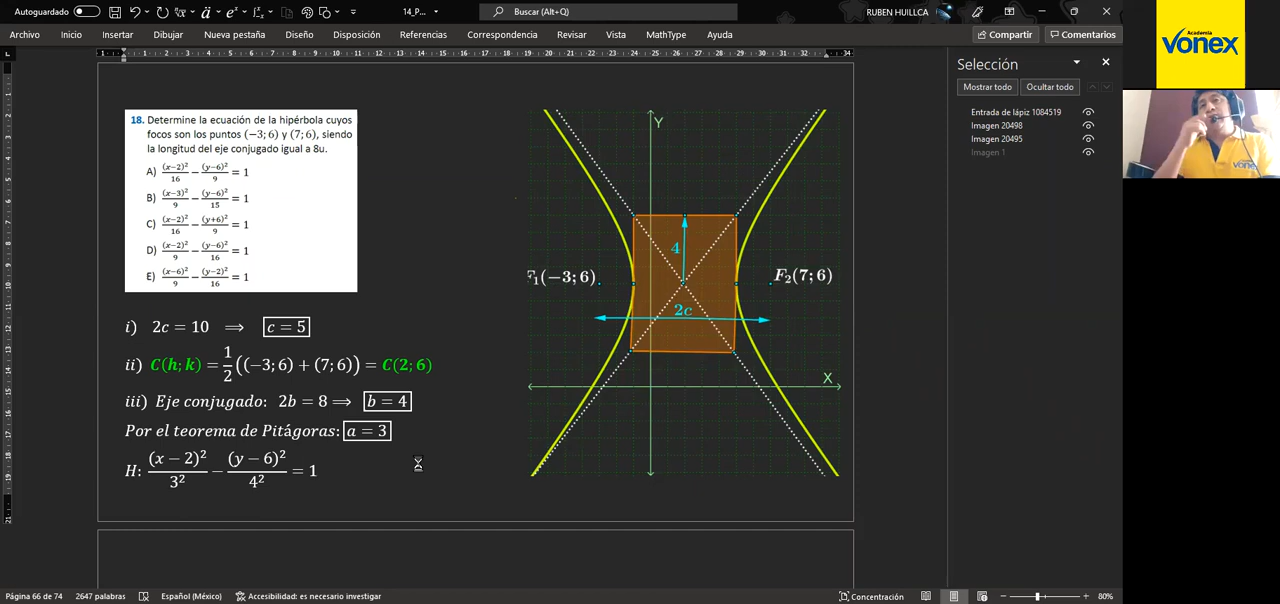 Autoguardado
14_P...
Buscar (Alt+Q)
RUBEN HUILLCA
Archivo Inicio Insertar Dibujar Nueva pestaña Diseño Disposición Referencias Correspondencia Revisar Vista MathType Ayuda
Compartir Comentarios
Academia
Vonex
Selección
Mostrar todo Ocultar todo
Entrada de lápiz 1084519
Imagen 20498
Imagen 20495
Imagen 1
18. Determine la ecuación de la hipérbola cuyos
focos son los puntos (−3; 6) y (7; 6), siendo
la longitud del eje conjugado igual a 8u.
A) (x−2)²/16 − (y−6)²/9 = 1
B) (x−3)²/9 − (y−6)²/15 = 1
C) (x−2)²/16 − (y+6)²/9 = 1
D) (x−2)²/9 − (y−6)²/16 = 1
E) (x−6)²/9 − (y−2)²/16 = 1
i) 2c = 10 ⟹ c = 5
ii) C(h; k) = 1/2 ((−3; 6) + (7; 6)) = C(2; 6)
iii) Eje conjugado: 2b = 8 ⟹ b = 4
Por el teorema de Pitágoras: a = 3
H: (x − 2)²/3² − (y − 6)²/4² = 1
Y
4
F₁(−3; 6)
F₂(7; 6)
2c
X
Página 66 de 74 2647 palabras Español (México) Accesibilidad: es necesario investigar
Concentración
80%